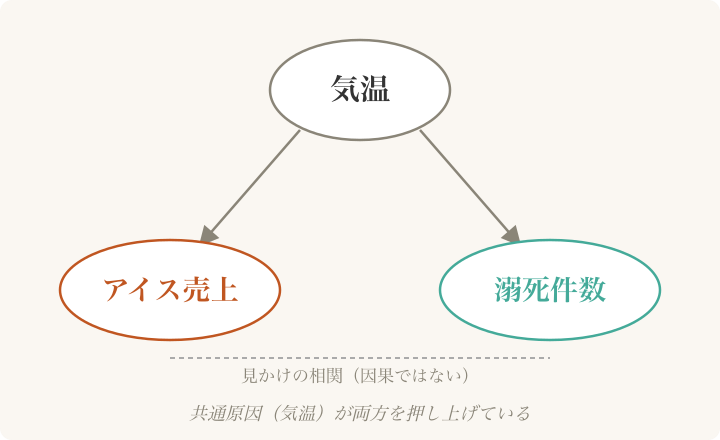 気温
アイス売上
溺死件数
見かけの相関（因果ではない）
共通原因（気温）が両方を押し上げている